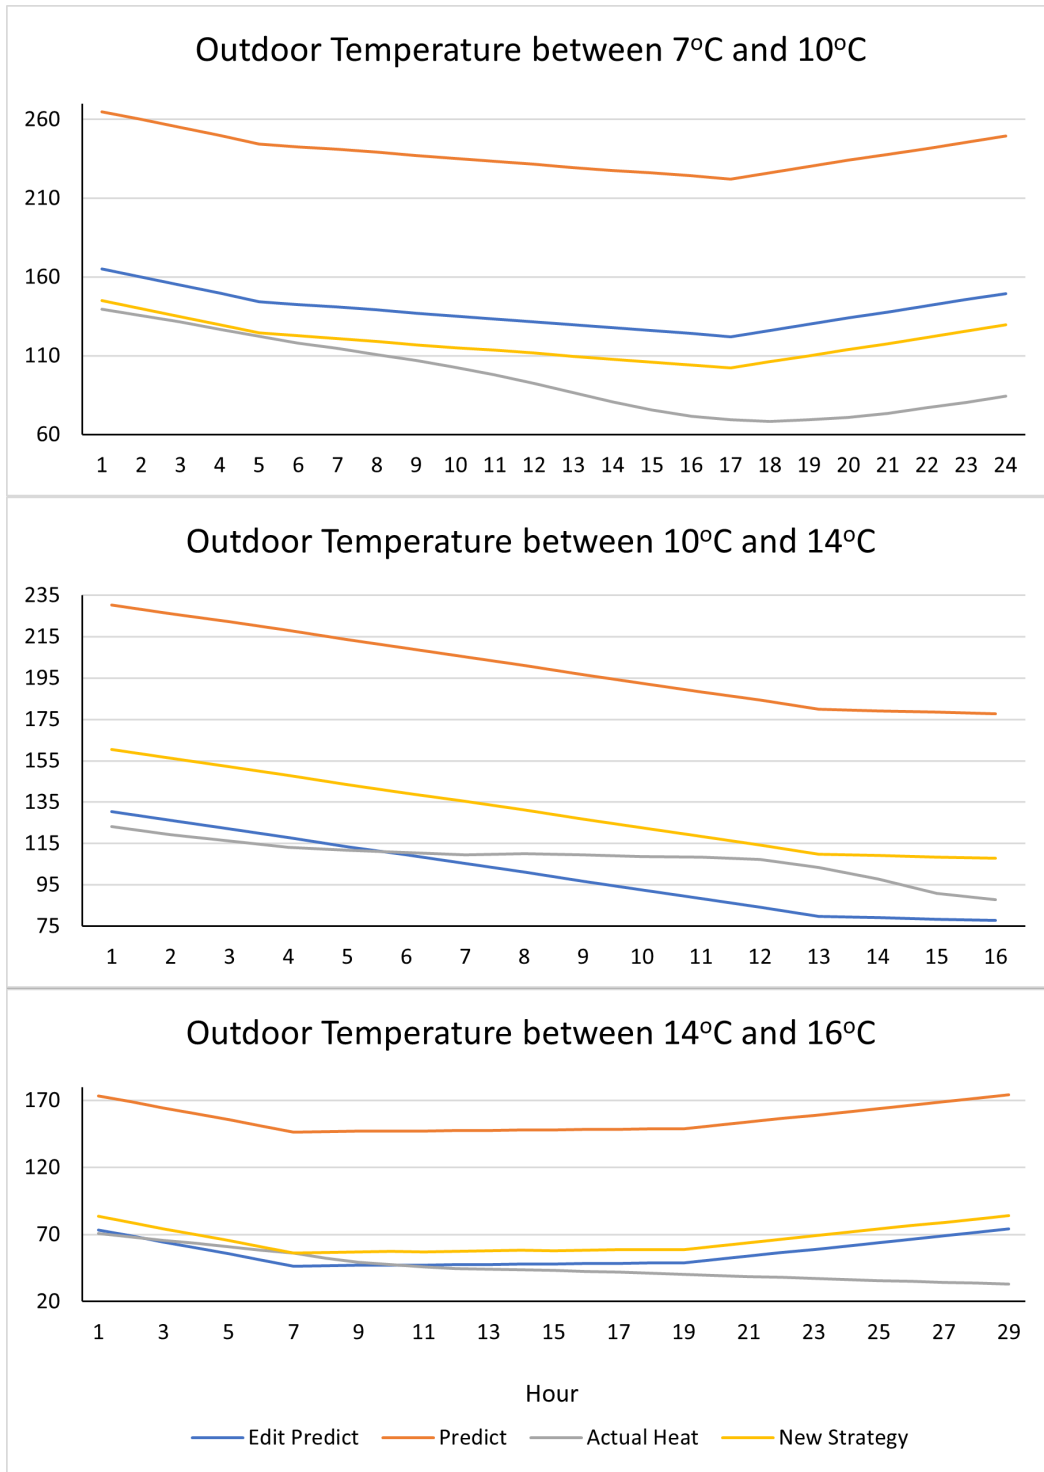 Outdoor Temperature between 7°C and 10°C
260
210
160
110
60
1 2 3 4 5 6 7 8 9 10 11 12 13 14 15 16 17 18 19 20 21 22 23 24
Outdoor Temperature between 10°C and 14°C
235
215
195
175
155
135
115
95
75
1 2 3 4 5 6 7 8 9 10 11 12 13 14 15 16
Outdoor Temperature between 14°C and 16°C
170
120
70
20
1 3 5 7 9 11 13 15 17 19 21 23 25 27 29
Hour
Edit Predict Predict Actual Heat New Strategy